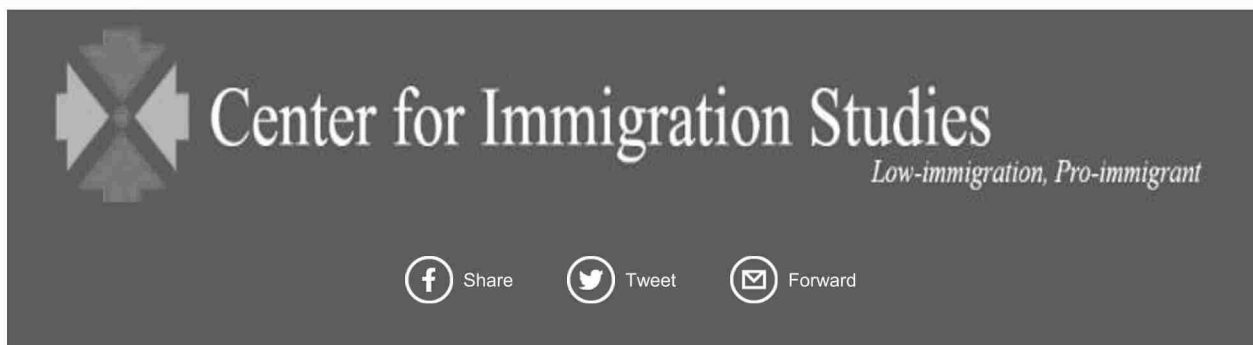 Center for Immigration Studies
Low-immigration, Pro-immigrant
Share Tweet Forward